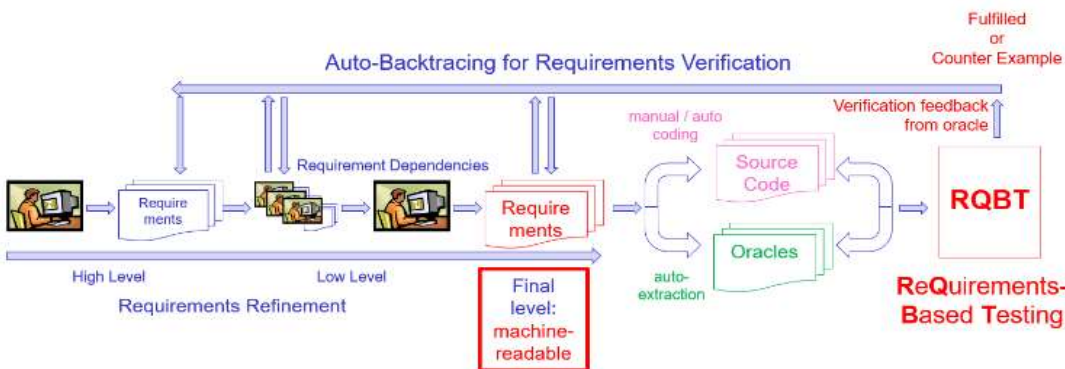 Fulfilled
or
Counter Example
Auto-Backtracing for Requirements Verification
Verification feedback
from oracle
manual / auto
coding
Requirement Dependencies
Source
Code
Require
ments
Require
ments
RQBT
Oracles
High Level
Low Level
auto-
extraction
Requirements Refinement
Final
level:
machine-
readable
ReQuirements-
Based Testing